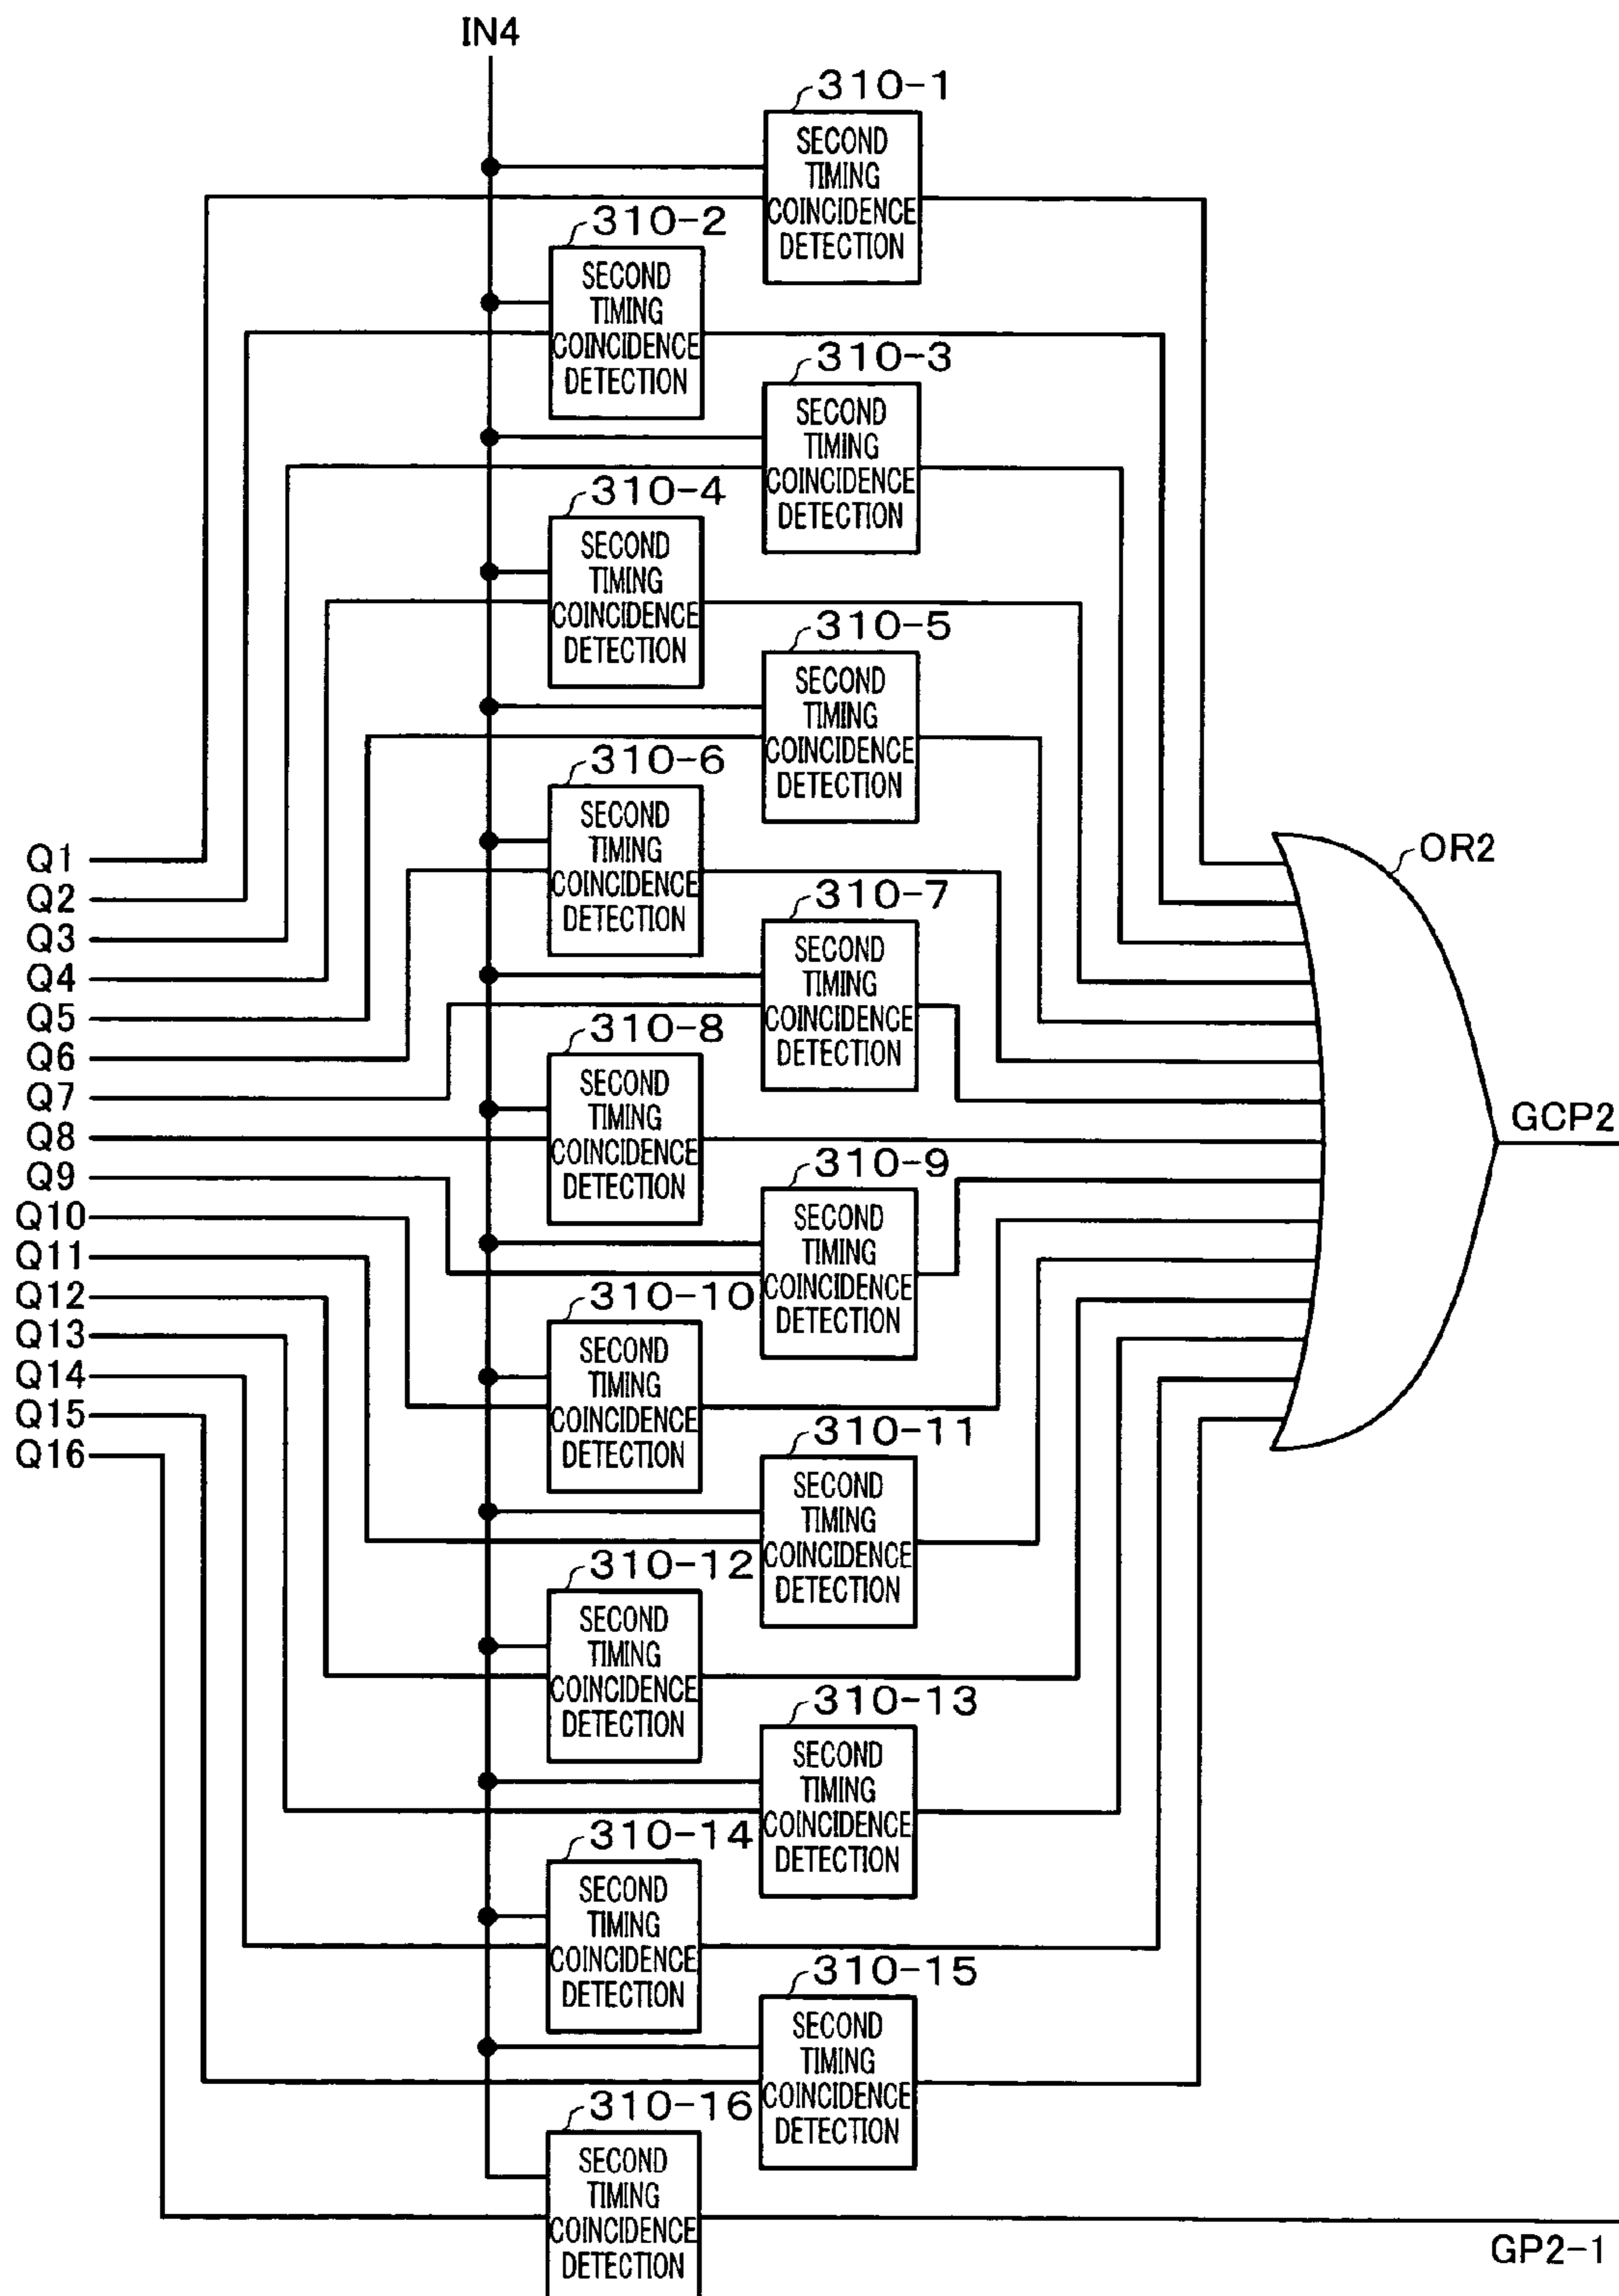 IN4
310-1
SECOND
TIMING
COINCIDENCE
DETECTION
310-2
SECOND
TIMING
COINCIDENCE
DETECTION
310-3
SECOND
TIMING
COINCIDENCE
DETECTION
310-4
SECOND
TIMING
COINCIDENCE
DETECTION
310-5
SECOND
TIMING
COINCIDENCE
DETECTION
310-6
SECOND
TIMING
COINCIDENCE
DETECTION
310-7
SECOND
TIMING
COINCIDENCE
DETECTION
310-8
SECOND
TIMING
COINCIDENCE
DETECTION
310-9
SECOND
TIMING
COINCIDENCE
DETECTION
310-10
SECOND
TIMING
COINCIDENCE
DETECTION
310-11
SECOND
TIMING
COINCIDENCE
DETECTION
310-12
SECOND
TIMING
COINCIDENCE
DETECTION
310-13
SECOND
TIMING
COINCIDENCE
DETECTION
310-14
SECOND
TIMING
COINCIDENCE
DETECTION
310-15
SECOND
TIMING
COINCIDENCE
DETECTION
310-16
SECOND
TIMING
COINCIDENCE
DETECTION
Q1
Q2
Q3
Q4
Q5
Q6
Q7
Q8
Q9
Q10
Q11
Q12
Q13
Q14
Q15
Q16
OR2
GCP2
GP2-1